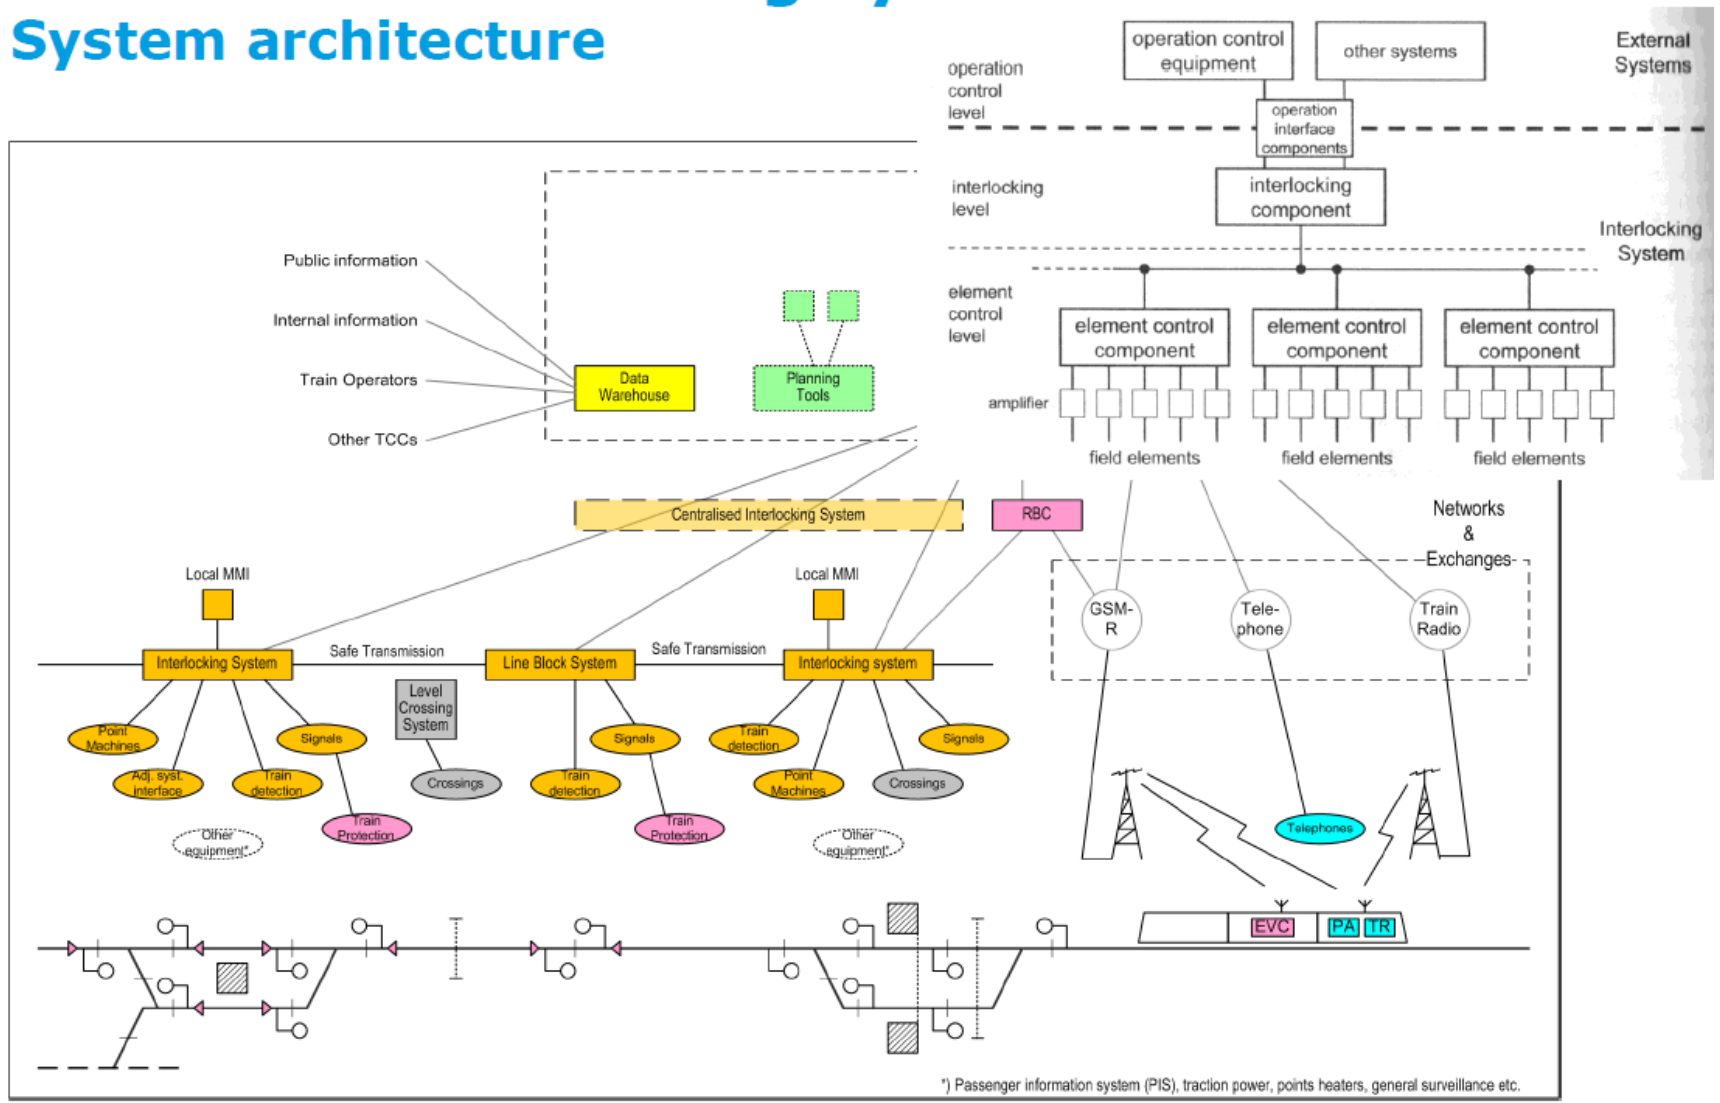 System architecture
operation control
equipment
other systems
External
Systems
operation
control
level
operation
interface
components
interlocking
level
interlocking
component
Interlocking
System
element
control
level
element control
component
element control
component
element control
component
amplifier
field elements
field elements
field elements
Public information
Internal information
Train Operators
Other TCCs
Data
Warehouse
Planning
Tools
Centralised Interlocking System
RBC
Networks
&
Exchanges
Local MMI
Local MMI
GSM-
R
Tele-
phone
Train
Radio
Interlocking System
Safe Transmission
Line Block System
Safe Transmission
Interlocking system
Level
Crossing
System
Point
Machines
Signals
Signals
Train
detection
Signals
Adj. syst.
interface
Train
detection
Crossings
Train
detection
Point
Machines
Crossings
Train
Protection
Train
Protection
Telephones
Other
equipment*
Other
equipment*
EVC
PA
TR
*) Passenger information system (PIS), traction power, points heaters, general surveillance etc.